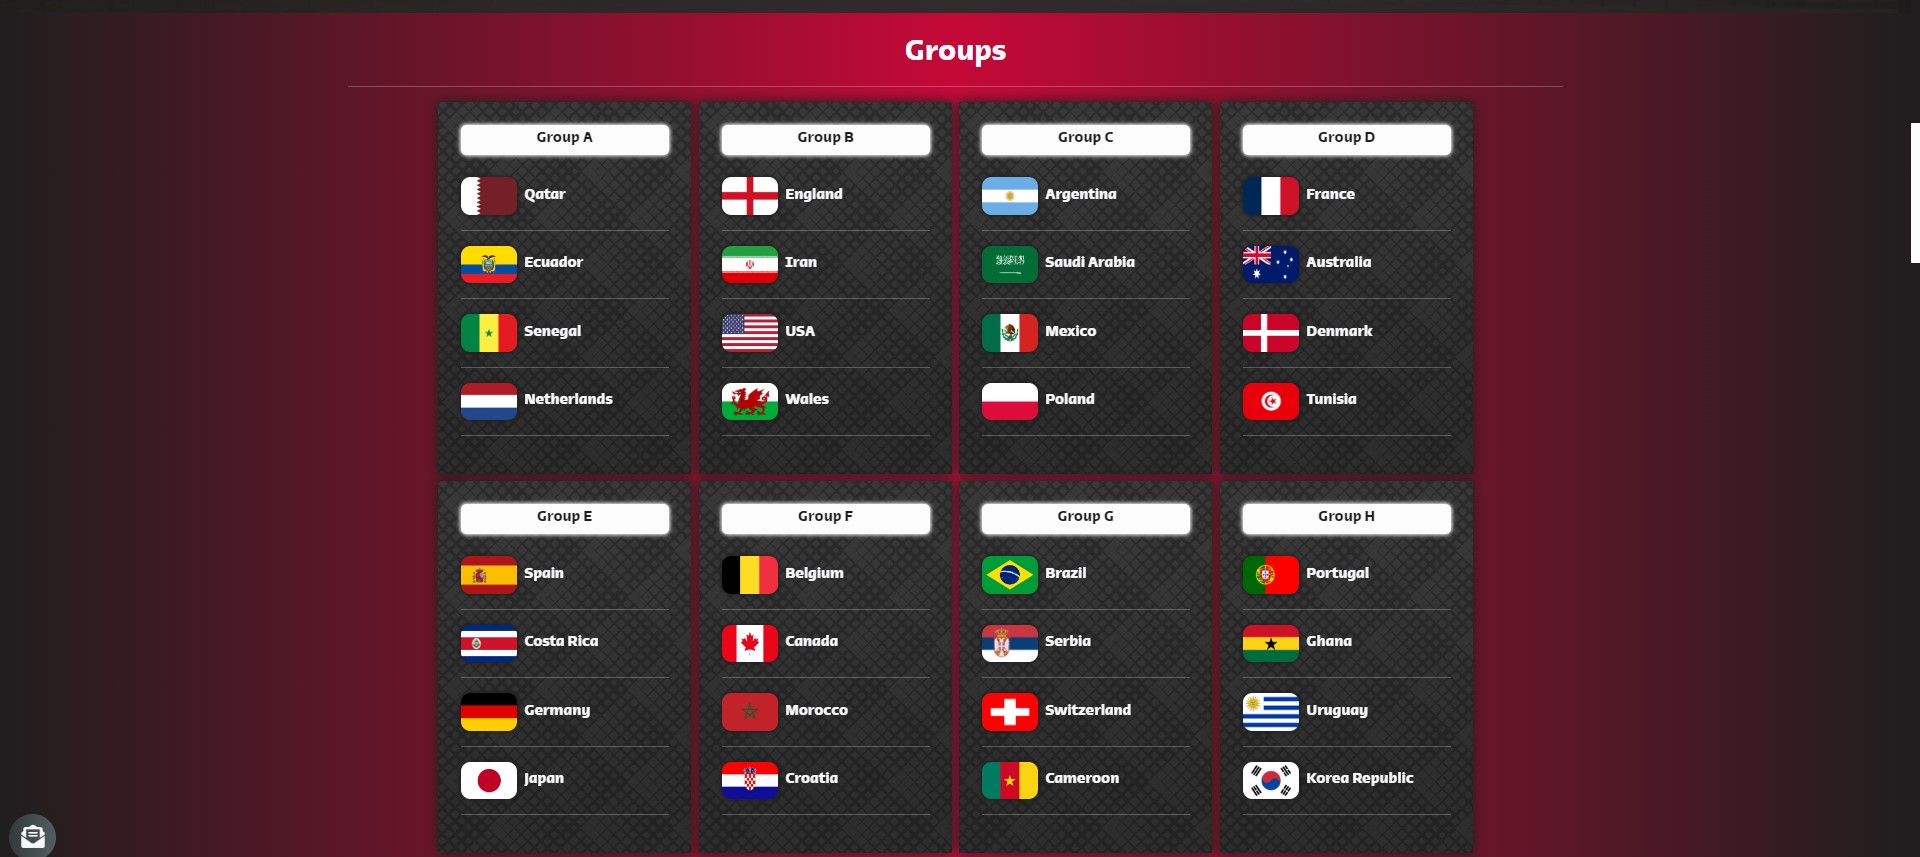 Groups
Group A
Qatar
Ecuador
Senegal
Netherlands
Group B
England
Iran
USA
Wales
Group C
Argentina
Saudi Arabia
Mexico
Poland
Group D
France
Australia
Denmark
Tunisia
Group E
Spain
Costa Rica
Germany
Japan
Group F
Belgium
Canada
Morocco
Croatia
Group G
Brazil
Serbia
Switzerland
Cameroon
Group H
Portugal
Ghana
Uruguay
Korea Republic